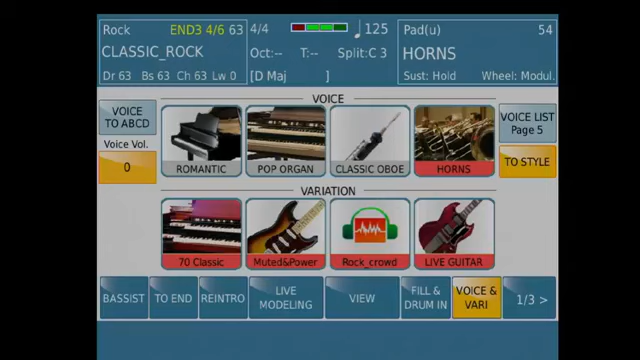 Rock END3 4/6 63 4/4 125 Pad(u) 54
CLASSIC_ROCK Oct:-- T:-- Split:C 3 HORNS
Dr 63 Bs 63 Ch 63 Lw 0 [D Maj ] Sust: Hold Wheel: Modul.
VOICE
VOICE
TO ABCD
Voice Vol.
0
ROMANTIC POP ORGAN CLASSIC OBOE HORNS
VOICE LIST
Page 5
TO STYLE
VARIATION
70 Classic Muted&Power Rock_crowd LIVE GUITAR
BASSIST TO END REINTRO LIVE
MODELING VIEW FILL &
DRUM IN VOICE &
VARI 1/3 >